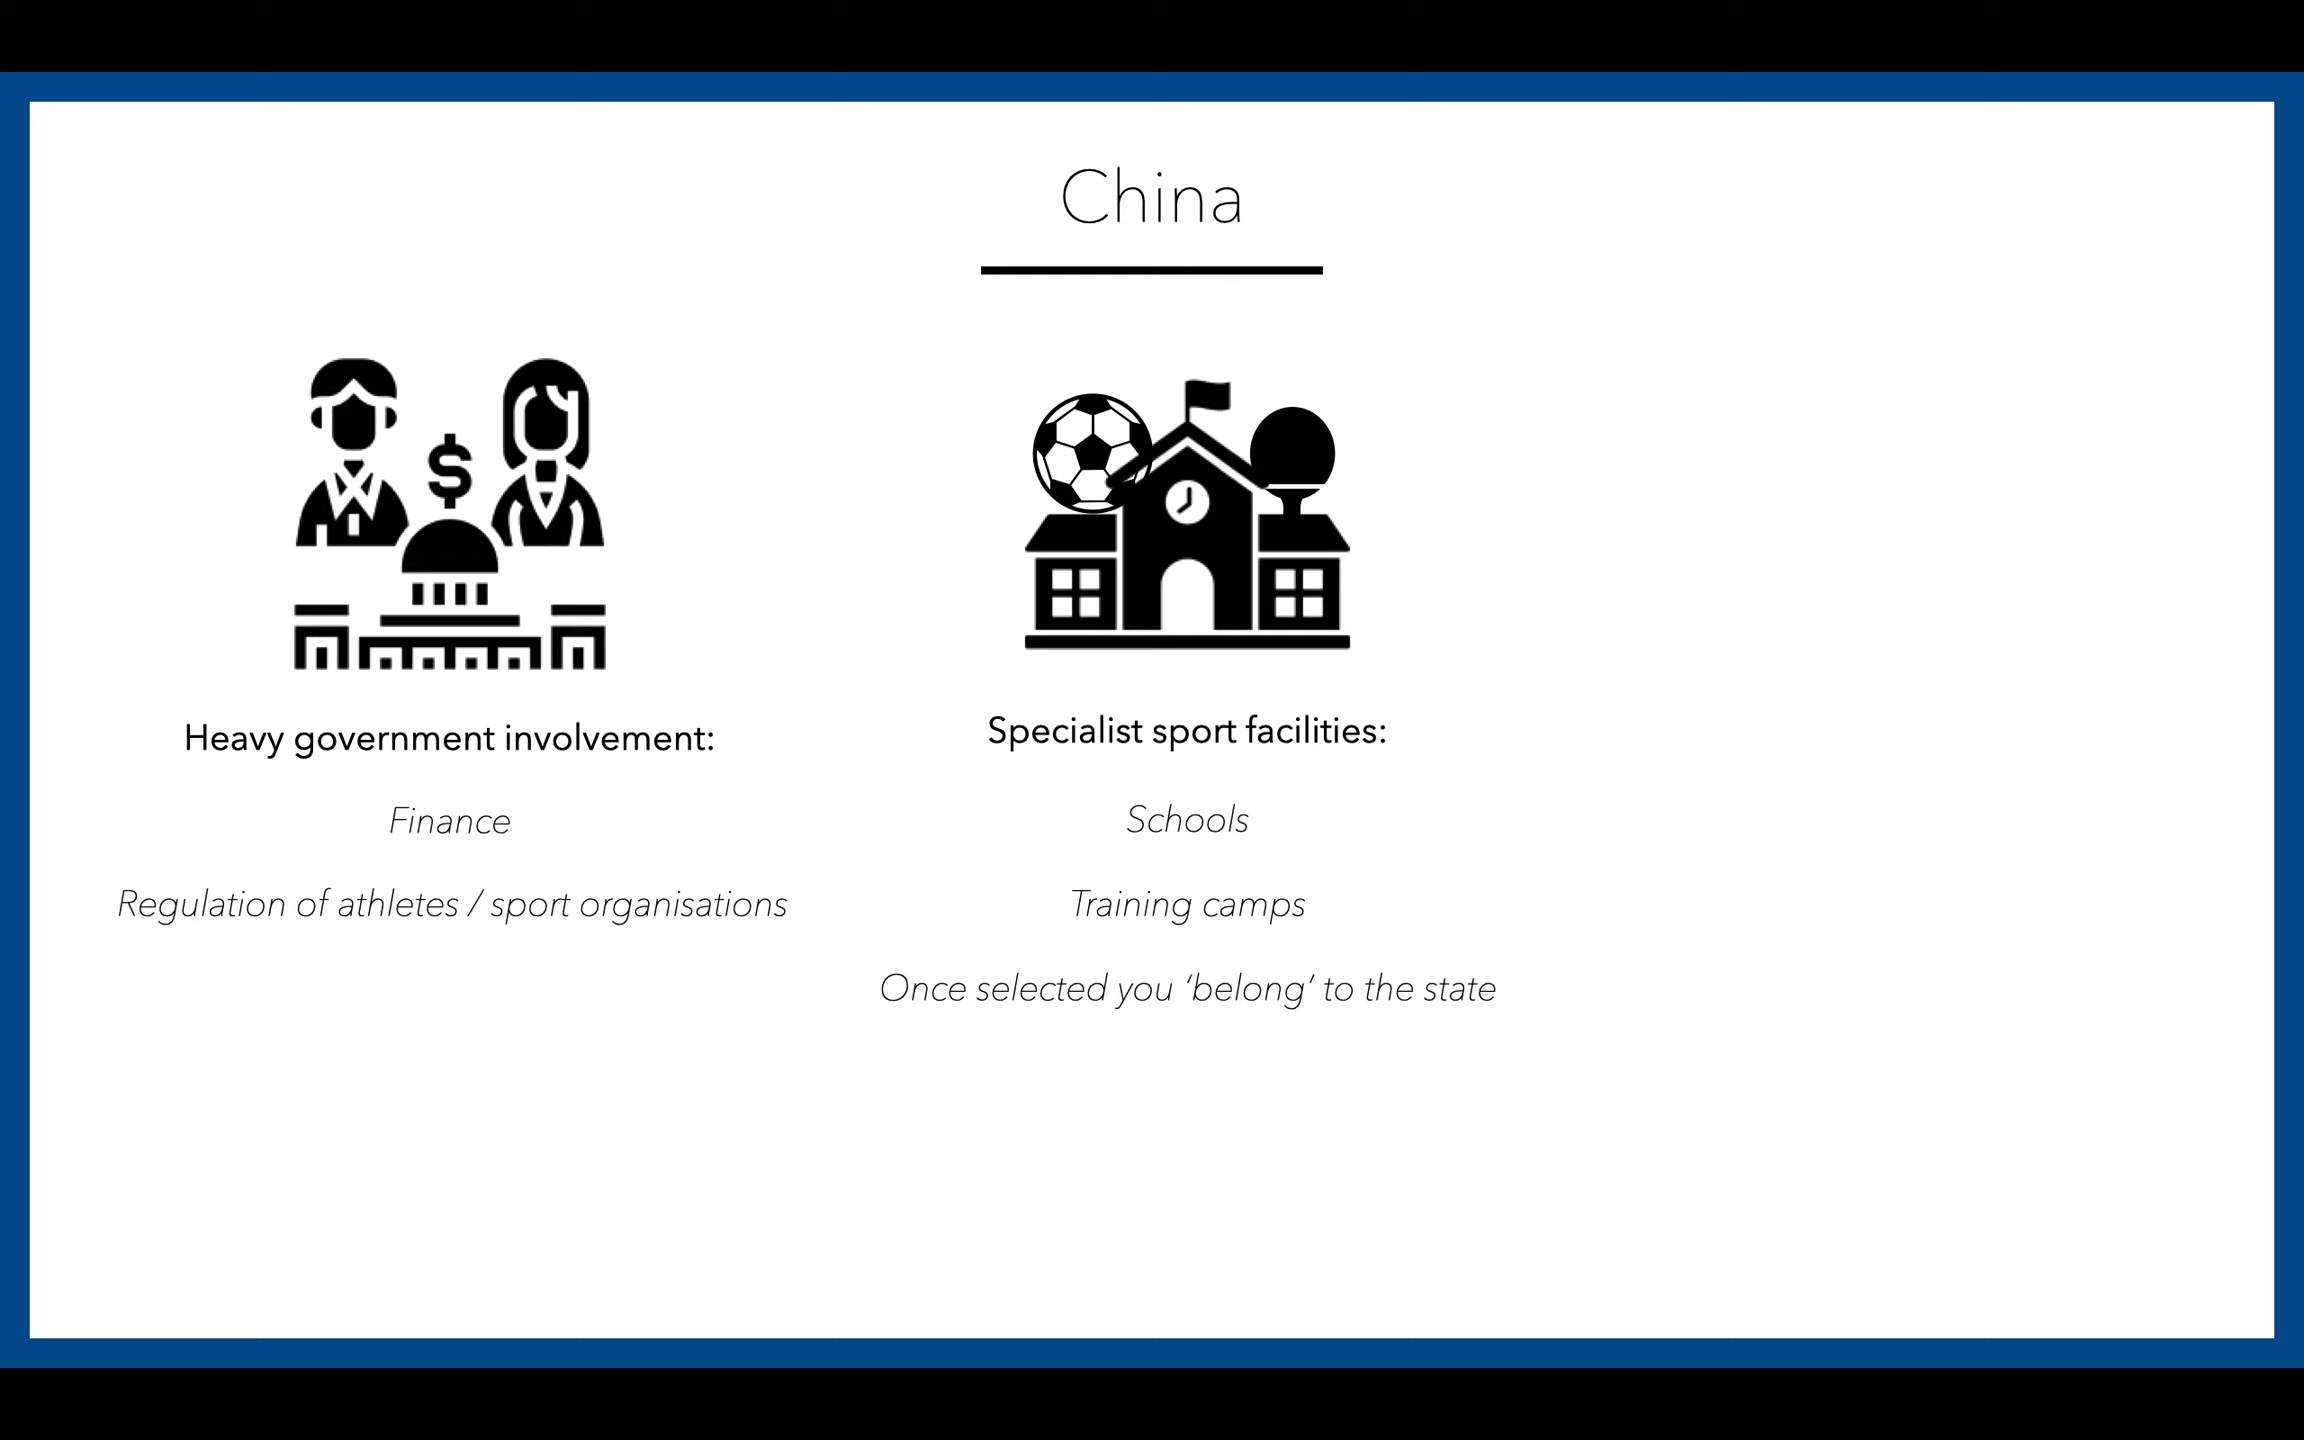 China
Heavy government involvement:
Finance
Regulation of athletes / sport organisations
Specialist sport facilities:
Schools
Training camps
Once selected you ‘belong’ to the state